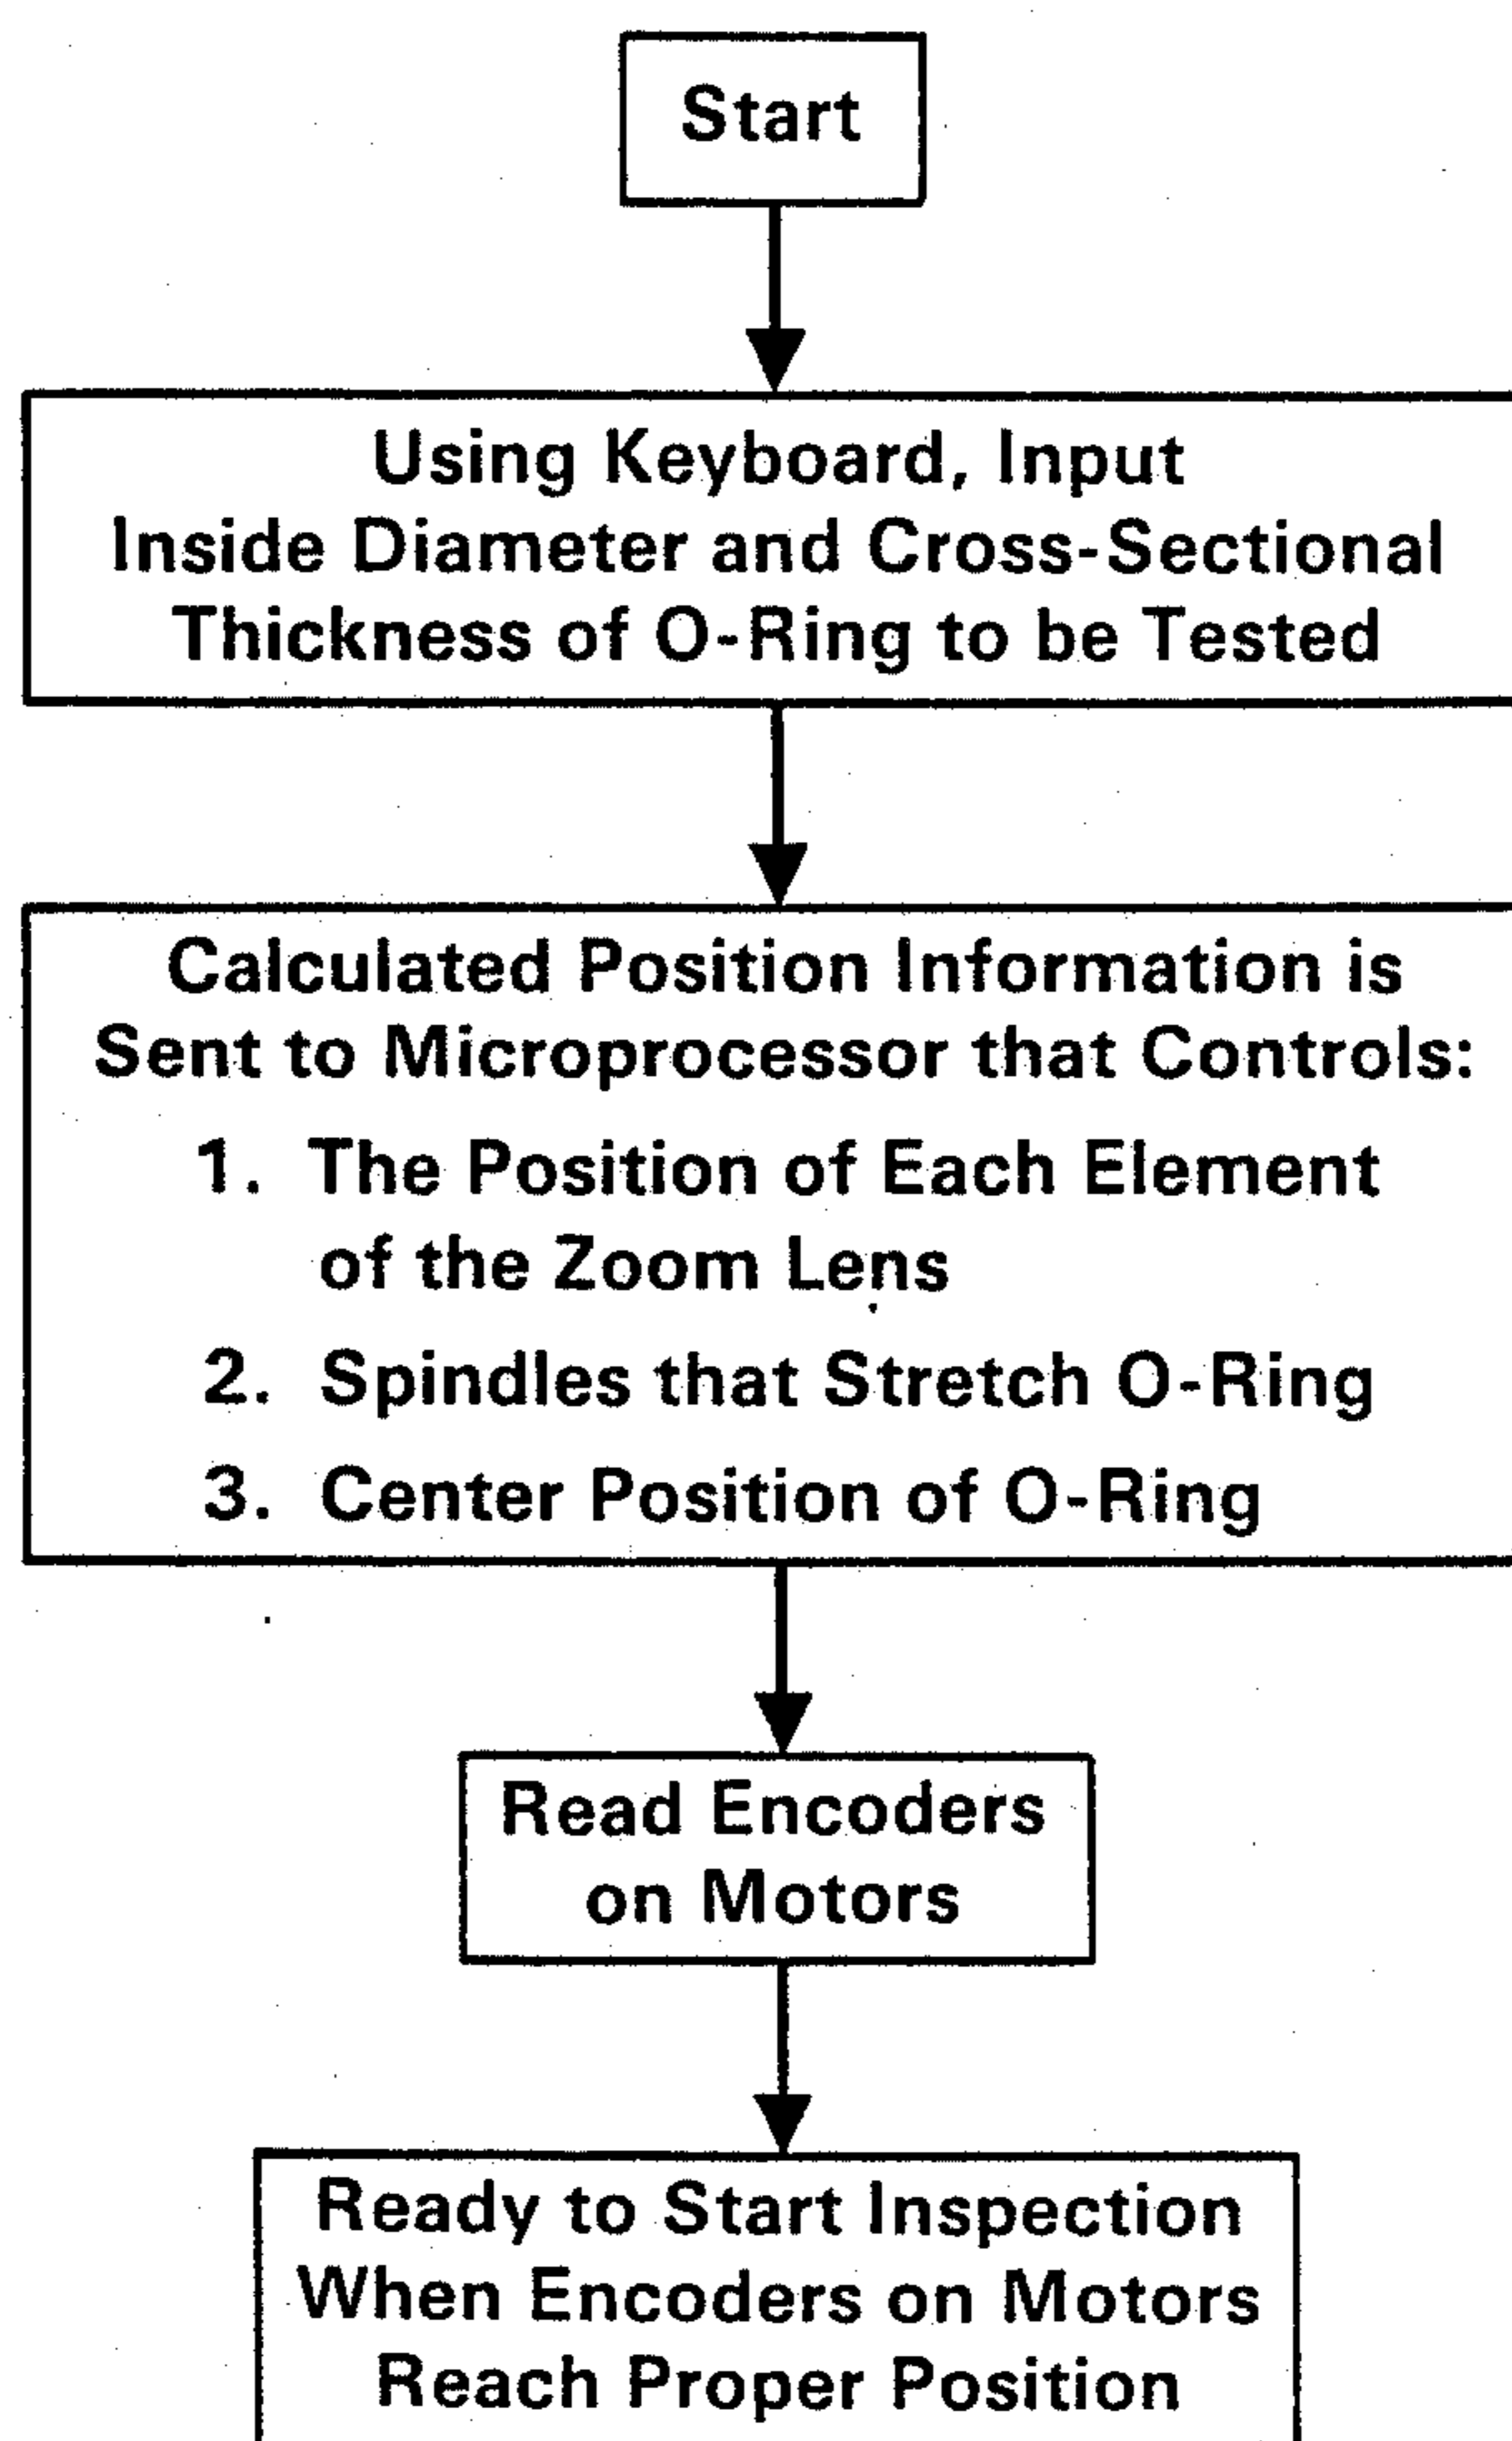 Start
Using Keyboard, Input
Inside Diameter and Cross-Sectional
Thickness of O-Ring to be Tested
Calculated Position Information is
Sent to Microprocessor that Controls:
1. The Position of Each Element
of the Zoom Lens
2. Spindles that Stretch O-Ring
3. Center Position of O-Ring
Read Encoders
on Motors
Ready to Start Inspection
When Encoders on Motors
Reach Proper Position